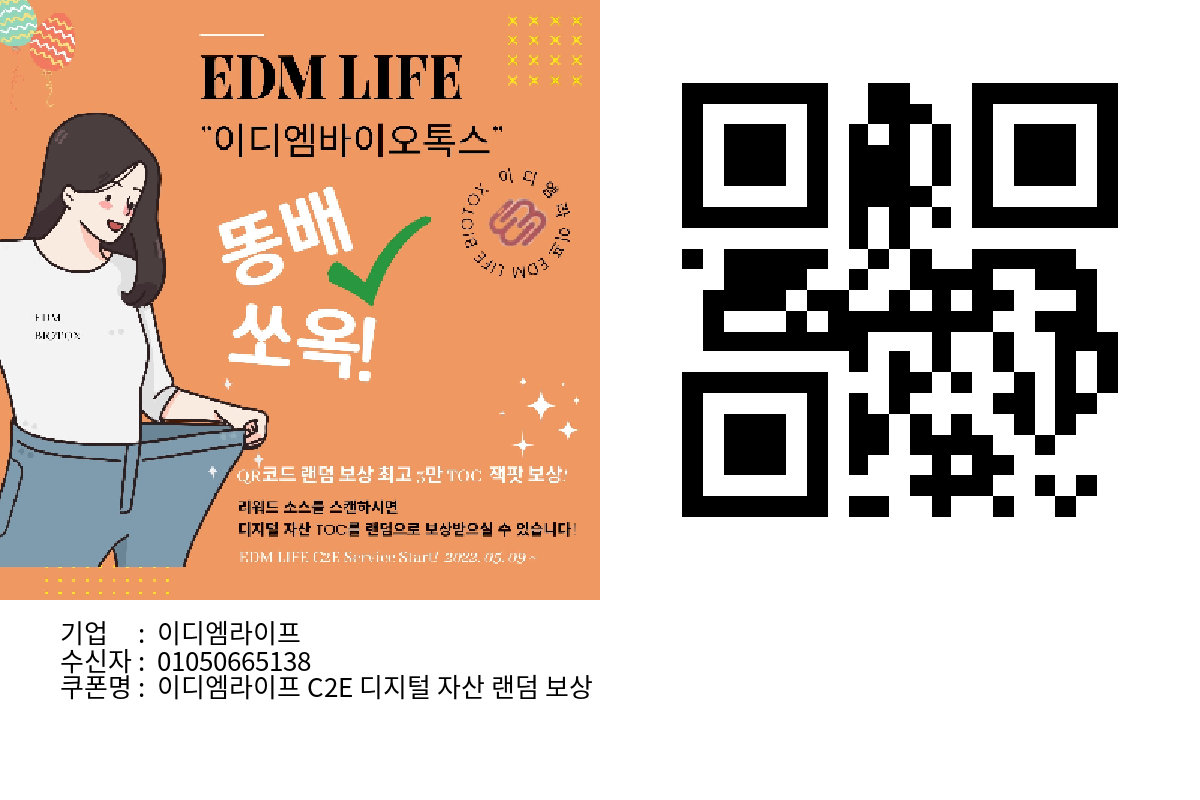 EDM LIFE
"이디엠바이오톡스"
이디엠라이프 EDM LIFE BIOTOX
똥배
쏘옥!
EDM
BIOTOX
QR코드 랜덤 보상 최고 5만 TOC 잭팟 보상!
리워드 소스를 스캔하시면
디지털 자산 TOC를 랜덤으로 보상받으실 수 있습니다!
EDM LIFE C2E Service Start! 2022. 05. 09 ~
기업 : 이디엠라이프
수신자 : 01050665138
쿠폰명 : 이디엠라이프 C2E 디지털 자산 랜덤 보상